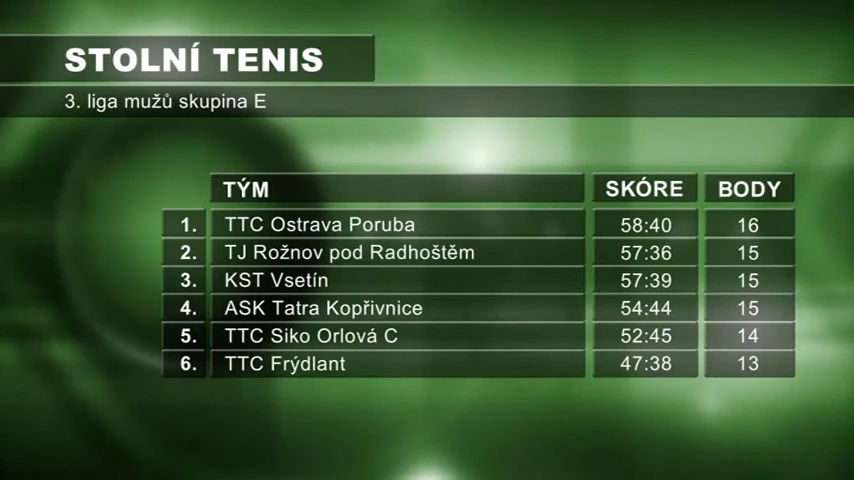 STOLNÍ TENIS
3. liga mužů skupina E
TÝM SKÓRE BODY
1. TTC Ostrava Poruba 58:40 16
2. TJ Rožnov pod Radhoštěm 57:36 15
3. KST Vsetín 57:39 15
4. ASK Tatra Kopřivnice 54:44 15
5. TTC Siko Orlová C 52:45 14
6. TTC Frýdlant 47:38 13